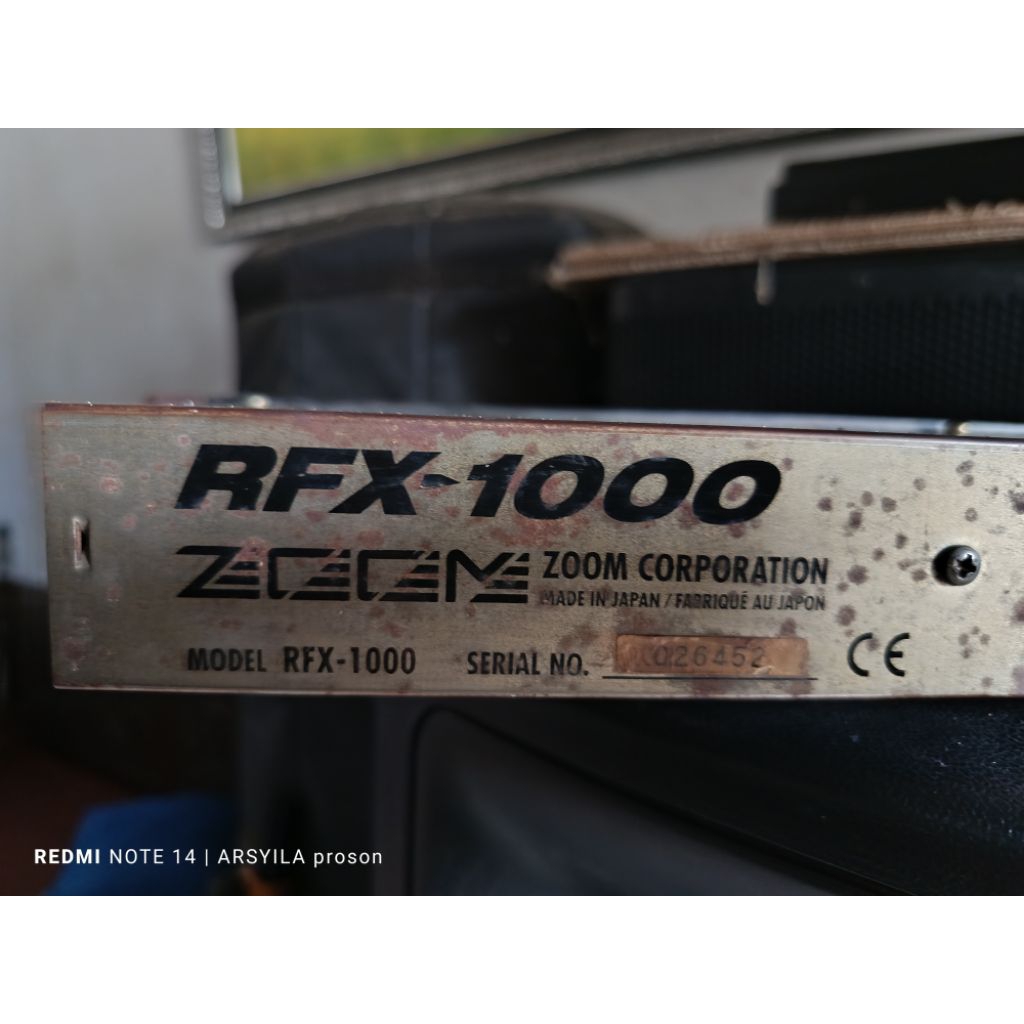 RFX-1000
ZOOM ZOOM CORPORATION
MADE IN JAPAN / FABRIQUÉ AU JAPON
MODEL RFX-1000 SERIAL NO. 026452
CE
REDMI NOTE 14 | ARSYILA proson